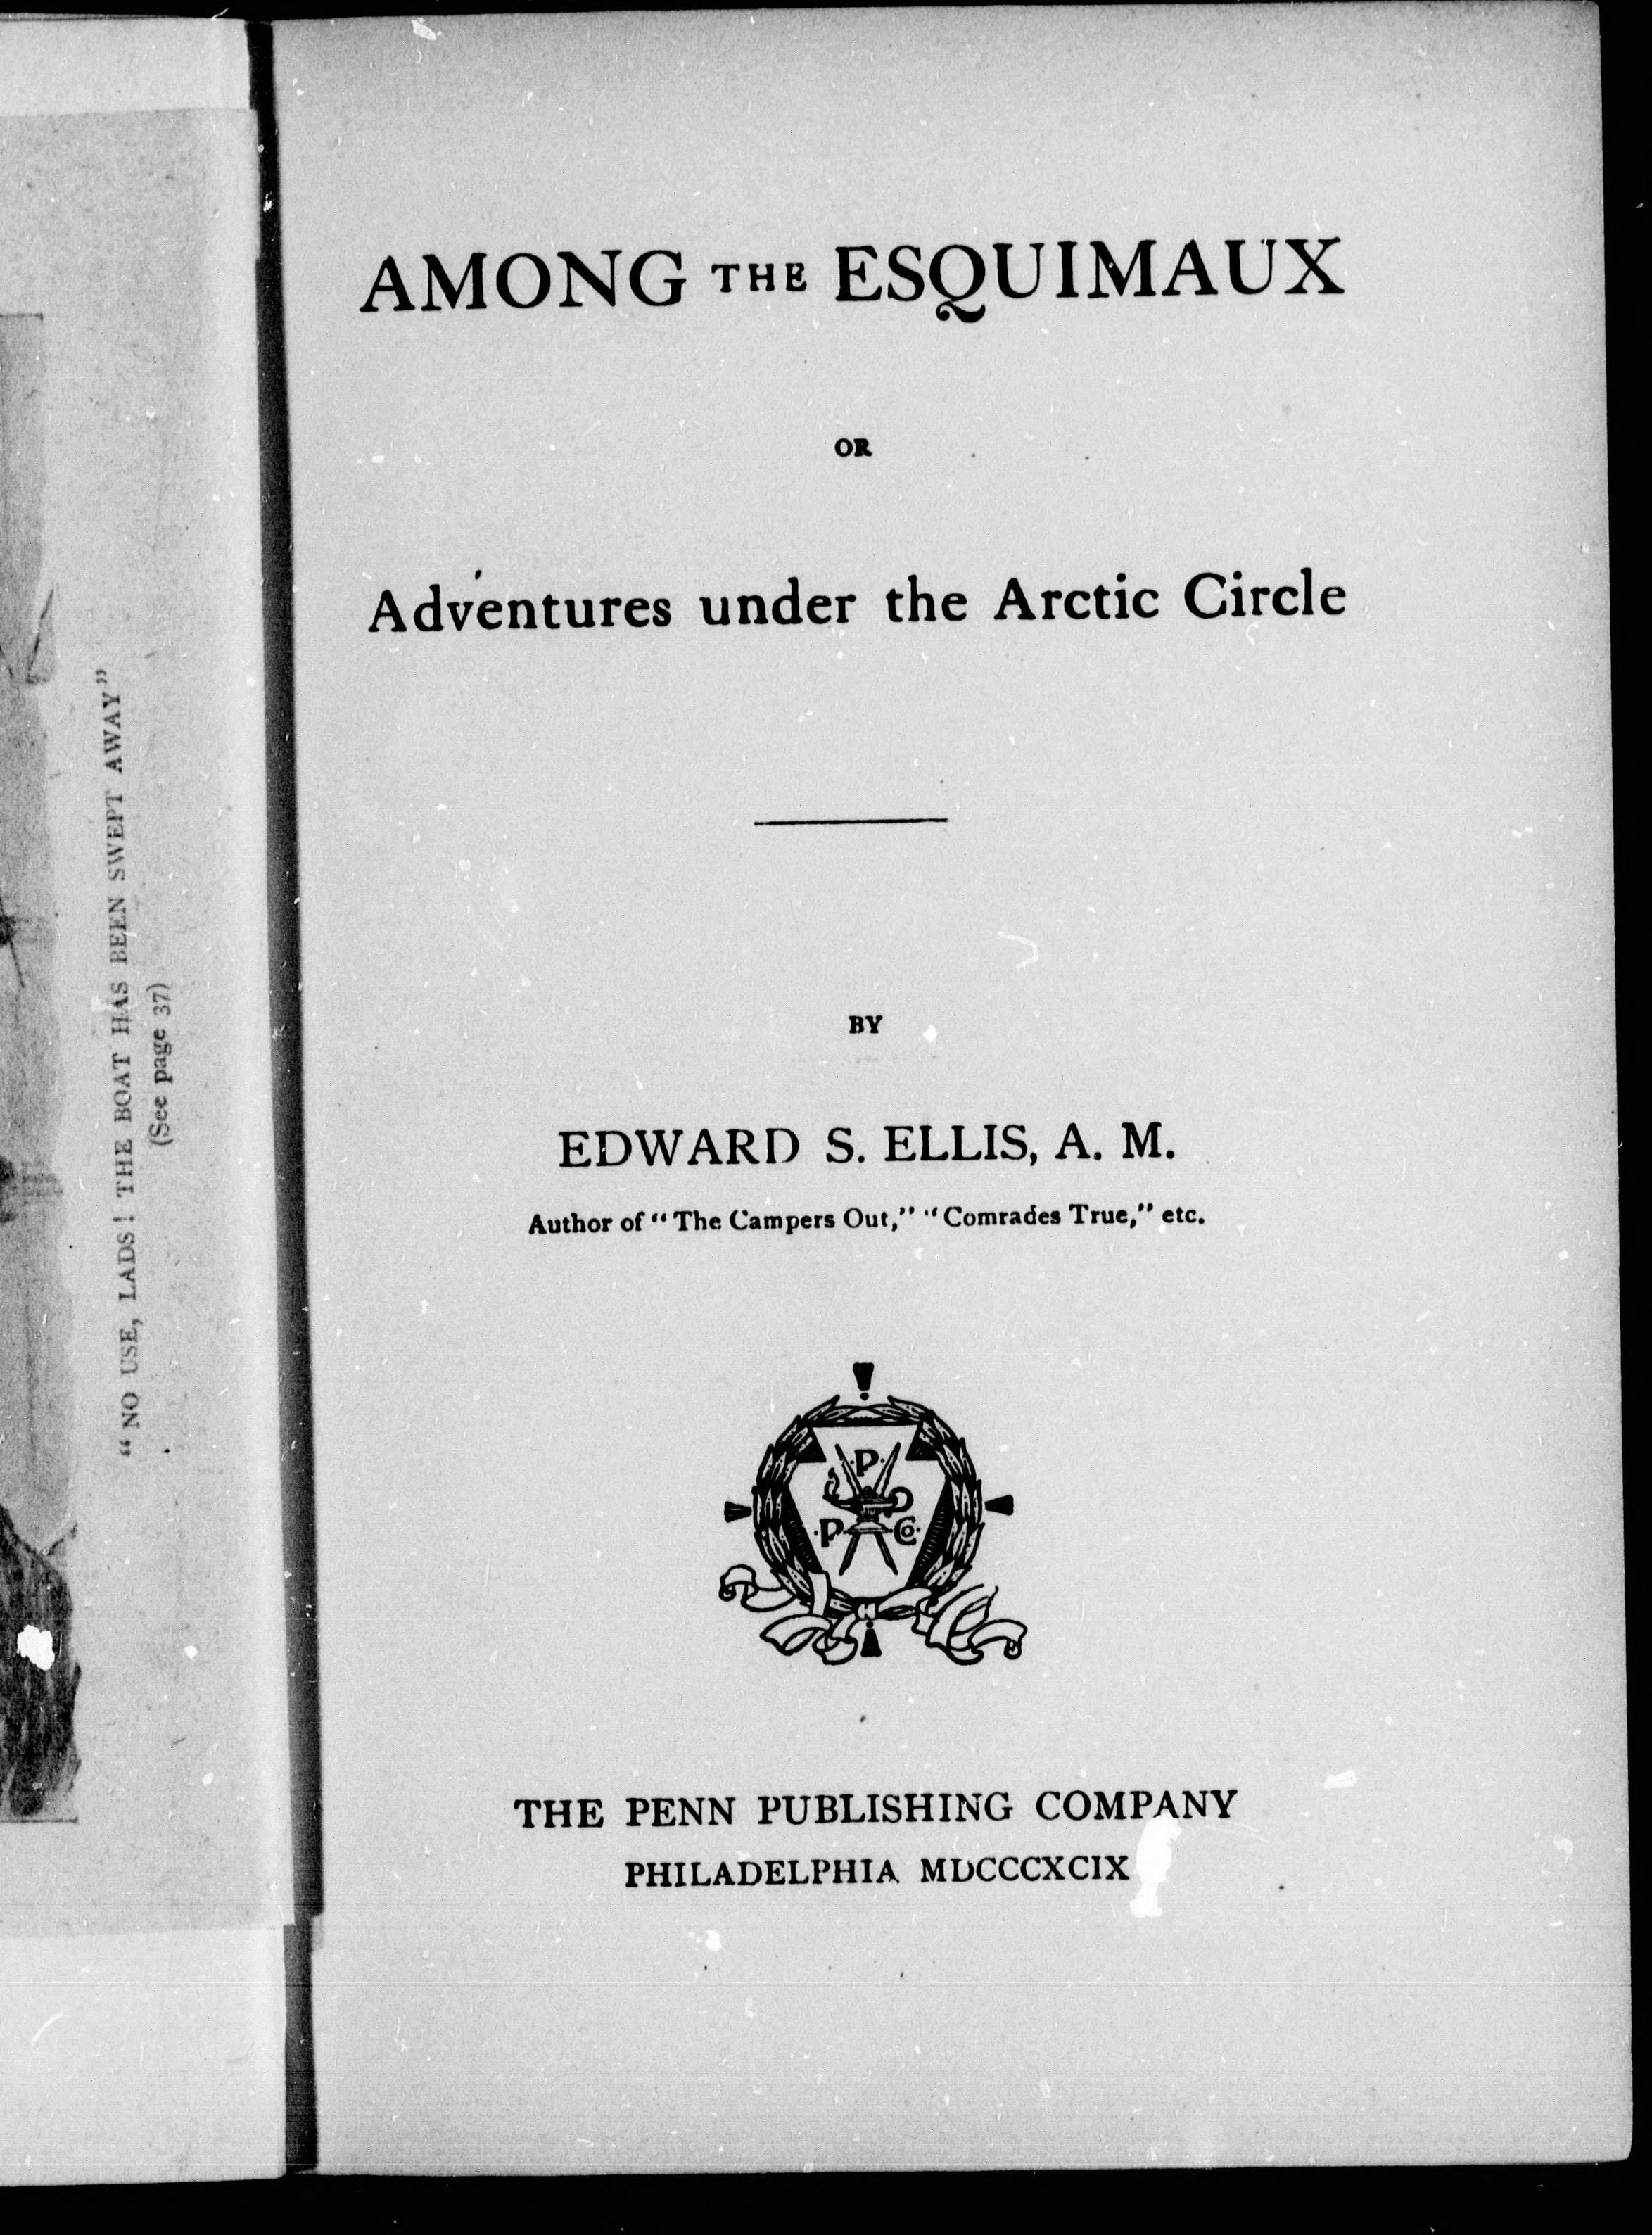 "NO USE, LADS! THE BOAT HAS BEEN SWEPT AWAY"
(See page 37)
AMONG THE ESQUIMAUX
OR
Adventures under the Arctic Circle
BY
EDWARD S. ELLIS, A. M.
Author of "The Campers Out," "Comrades True," etc.
P
P Co.
THE PENN PUBLISHING COMPANY
PHILADELPHIA MDCCCXCIX